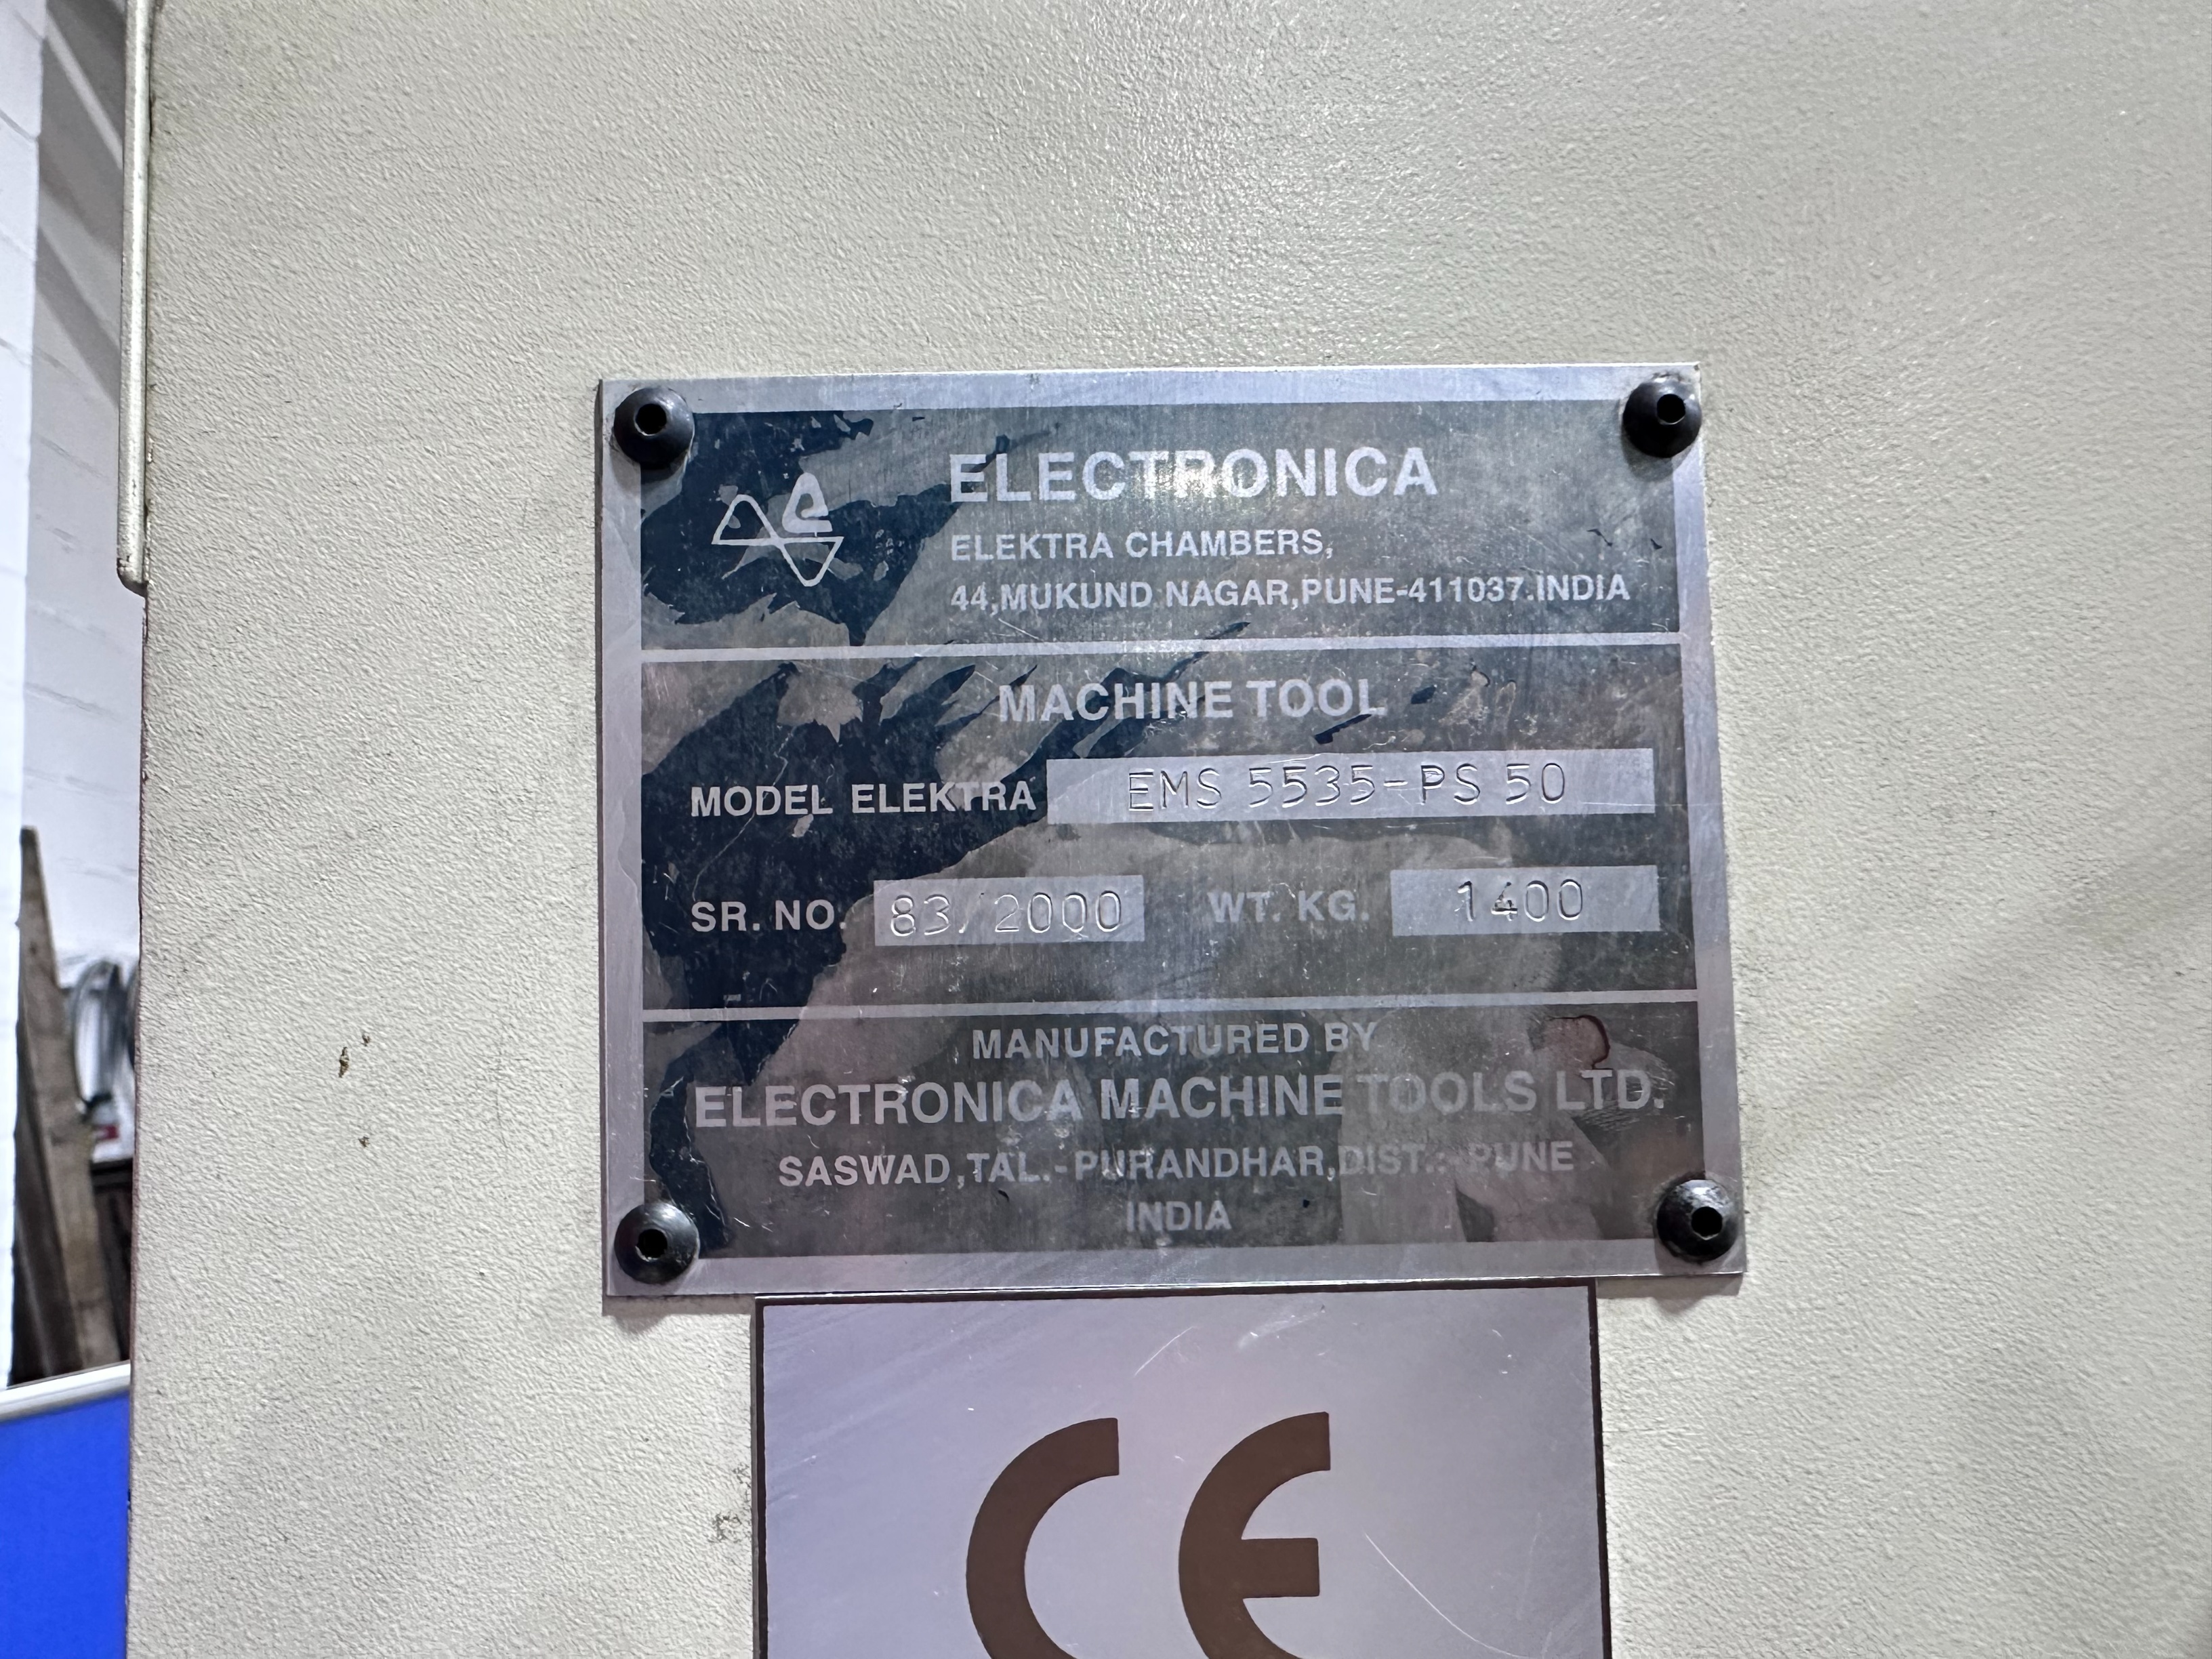 ELECTRONICA
ELEKTRA CHAMBERS,
44,MUKUND NAGAR,PUNE-411037.INDIA
MACHINE TOOL
MODEL ELEKTRA EMS 5535-PS 50
SR. NO. 83/2000 WT. KG. 1400
MANUFACTURED BY
ELECTRONICA MACHINE TOOLS LTD.
SASWAD,TAL.-PURANDHAR,DIST.:-PUNE
INDIA
CE